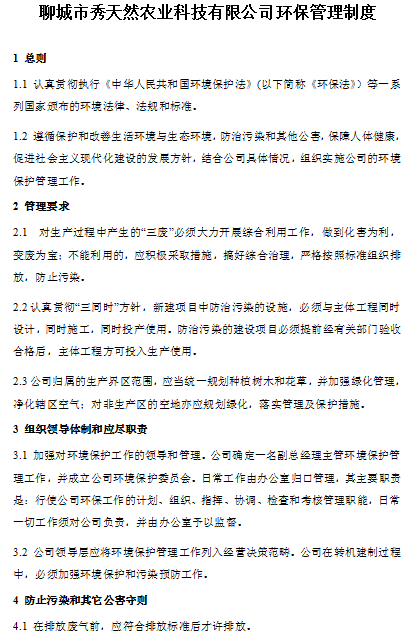 聊城市秀天然农业科技有限公司环保管理制度
1 总则
1.1 认真贯彻执行《中华人民共和国环境保护法》(以下简称《环保法》）等一系
列国家颁布的环境法律、法规和标准。
1.2 遵循保护和改善生活环境与生态环境，防治污染和其他公害，保障人体健康，
促进社会主义现代化建设的发展方针，结合公司具体情况，组织实施公司的环境
保护管理工作。
2 管理要求
2.1 对生产过程中产生的“三废”必须大力开展综合利用工作，做到化害为利，
变废为宝；不能利用的，应积极采取措施，搞好综合治理，严格按照标准组织排
放，防止污染。
2.2 认真贯彻“三同时”方针，新建项目中防治污染的设施，必须与主体工程同时
设计，同时施工，同时投产使用。防治污染的建设项目必须提前经有关部门验收
合格后，主体工程方可投入生产使用。
2.3 公司归属的生产界区范围，应当统一规划种植树木和花草，并加强绿化管理，
净化辖区空气；对非生产区的空地亦应规划绿化，落实管理及保护措施。
3 组织领导体制和应尽职责
3.1 加强对环境保护工作的领导和管理。公司确定一名副总经理主管环境保护管
理工作，并成立公司环境保护委员会。日常工作由办公室归口管理，其主要职责
是：行使公司环保工作的计划、组织、指挥、协调、检查和考核管理职能，日常
一切工作须对公司负责，并由办公室予以监督。
3.2 公司领导层应将环境保护管理工作列入经营决策范畴。公司在转机建制过程
中，必须加强环境保护和污染预防工作。
4 防止污染和其它公害守则
4.1 在排放废气前，应符合排放标准后才许排放。